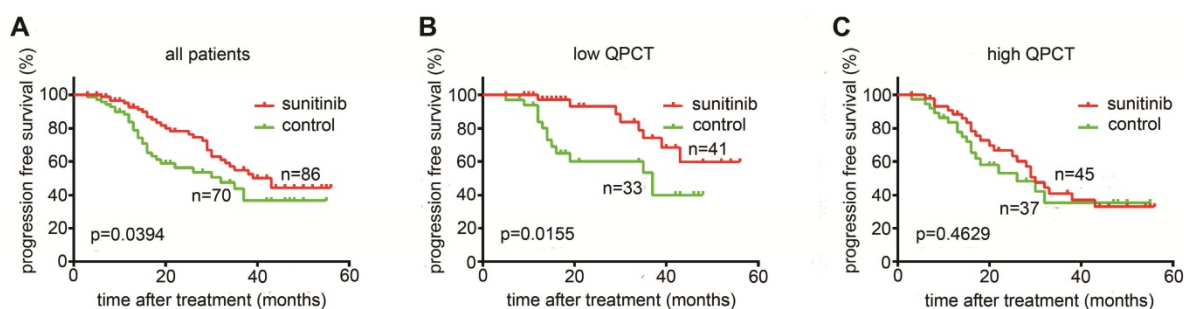 A
all patients
progression free survival (%)
100
80
60
40
20
0
sunitinib
control
n=86
n=70
p=0.0394
0
20
40
60
time after treatment (months)
B
low QPCT
progression free survival (%)
100
80
60
40
20
0
sunitinib
control
n=41
n=33
p=0.0155
0
20
40
60
time after treatment (months)
C
high QPCT
progression free survival (%)
100
80
60
40
20
0
sunitinib
control
n=45
n=37
p=0.4629
0
20
40
60
time after treatment (months)